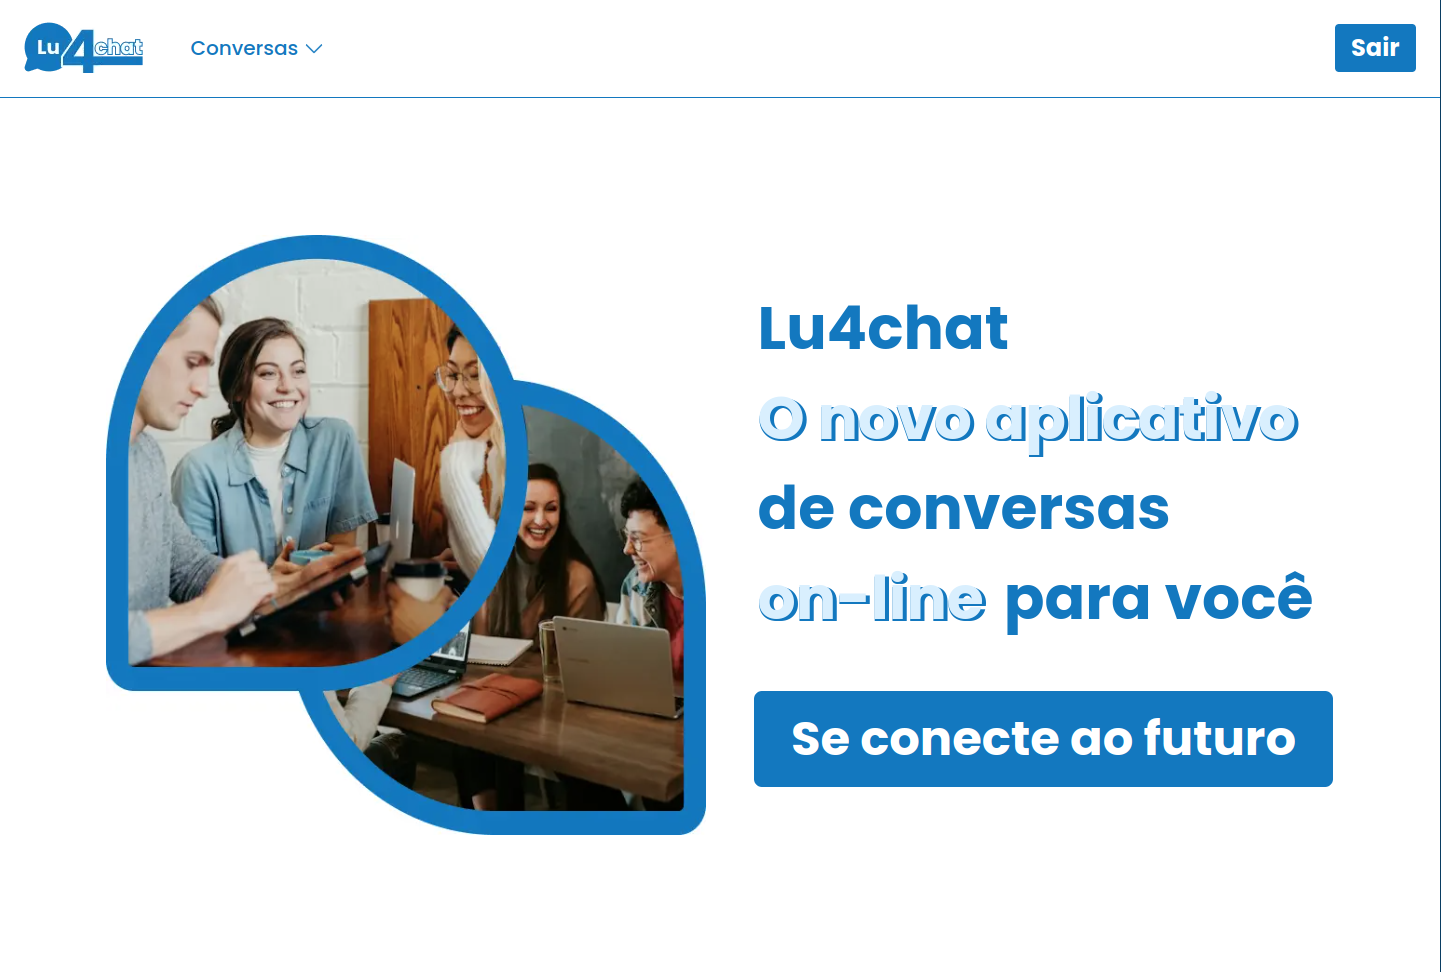 Lu4chat
Conversas
Sair
Lu4chat
O novo aplicativo
de conversas
on-line para você
Se conecte ao futuro